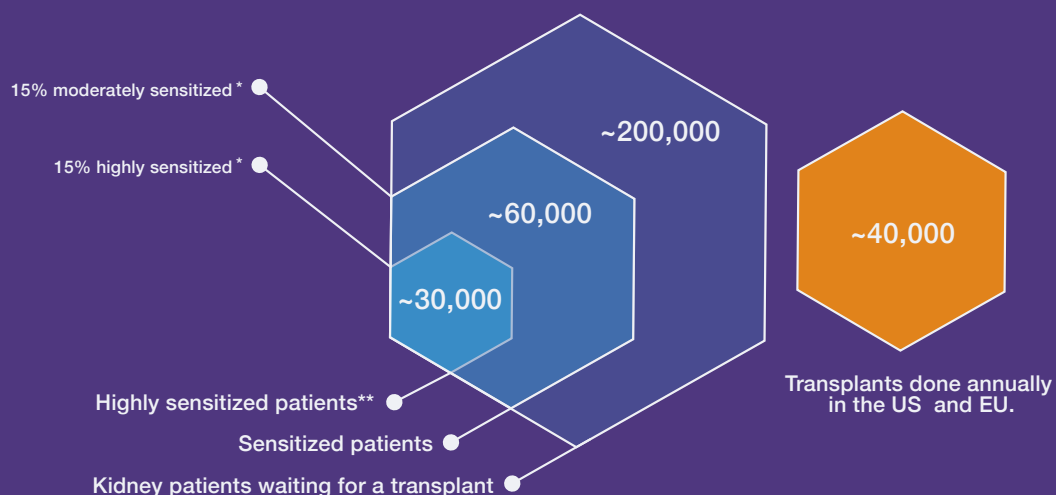 15% moderately sensitized*
~200,000
15% highly sensitized*
~60,000
~40,000
~30,000
Transplants done annually
in the US and EU.
Highly sensitized patients**
Sensitized patients
Kidney patients waiting for a transplant